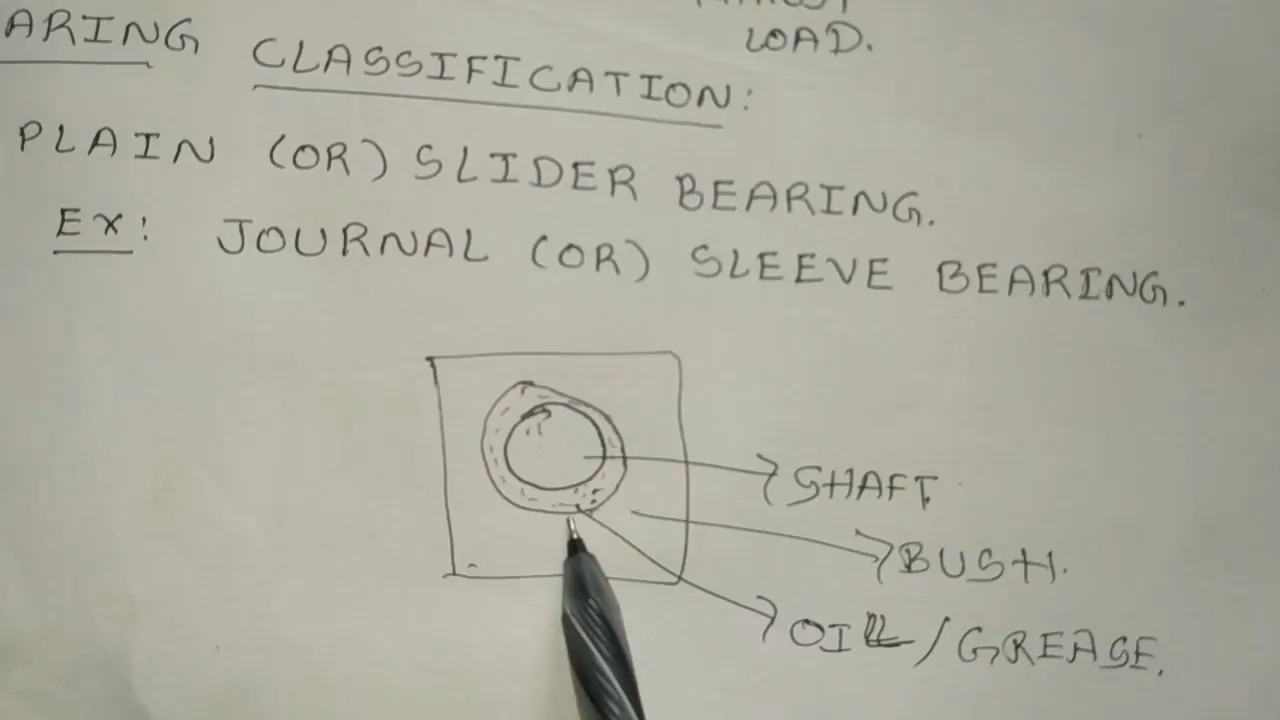 LOAD.
ARING CLASSIFICATION:
PLAIN (OR) SLIDER BEARING.
EX: JOURNAL (OR) SLEEVE BEARING.
SHAFT
BUSH.
OIL/GREASE.